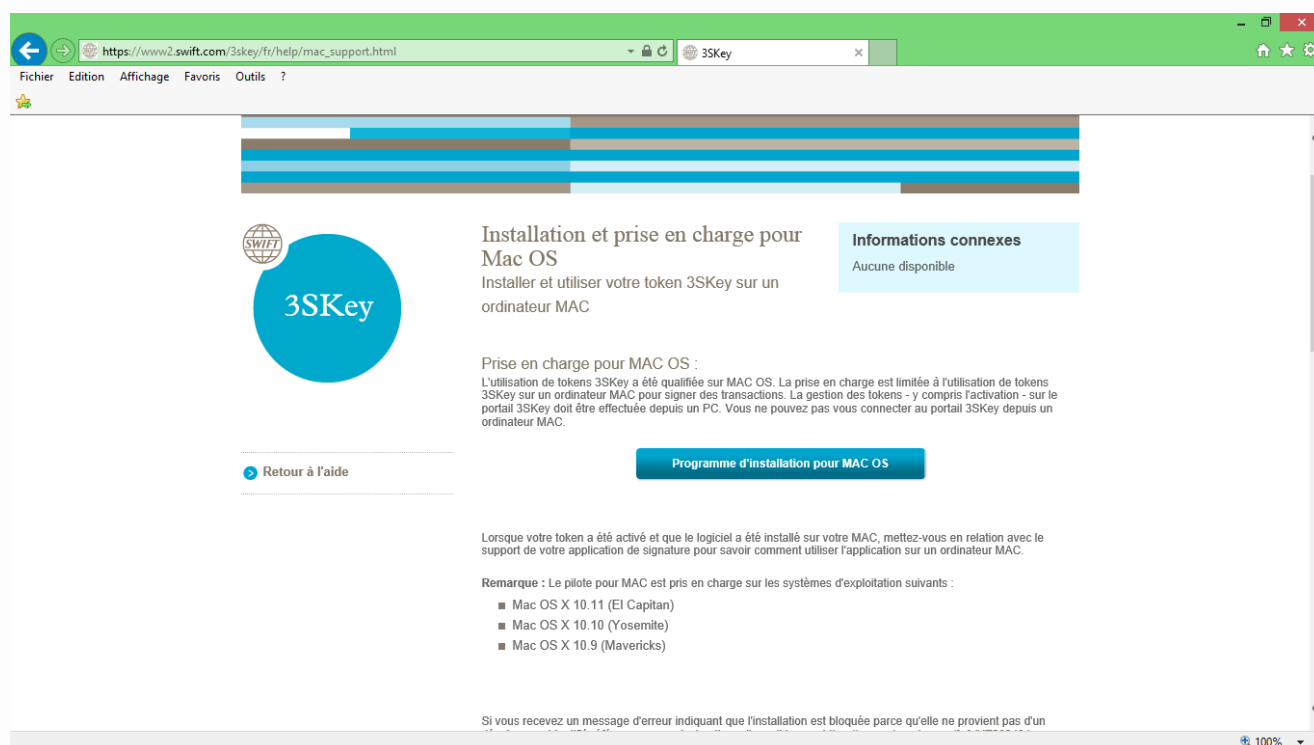 https://www2.swift.com/3skey/fr/help/mac_support.html
3SKey
Fichier Edition Affichage Favoris Outils ?
SWIFT
3SKey
Retour à l'aide
Installation et prise en charge pour
Mac OS
Installer et utiliser votre token 3SKey sur un
ordinateur MAC
Informations connexes
Aucune disponible
Prise en charge pour MAC OS :
L'utilisation de tokens 3SKey a été qualifiée sur MAC OS. La prise en charge est limitée à l'utilisation de tokens
3SKey sur un ordinateur MAC pour signer des transactions. La gestion des tokens - y compris l'activation - sur le
portail 3SKey doit être effectuée depuis un PC. Vous ne pouvez pas vous connecter au portail 3SKey depuis un
ordinateur MAC.
Programme d'installation pour MAC OS
Lorsque votre token a été activé et que le logiciel a été installé sur votre MAC, mettez-vous en relation avec le
support de votre application de signature pour savoir comment utiliser l'application sur un ordinateur MAC.
Remarque : Le pilote pour MAC est pris en charge sur les systèmes d'exploitation suivants :
Mac OS X 10.11 (El Capitan)
Mac OS X 10.10 (Yosemite)
Mac OS X 10.9 (Mavericks)
Si vous recevez un message d'erreur indiquant que l'installation est bloquée parce qu'elle ne provient pas d'un
100%